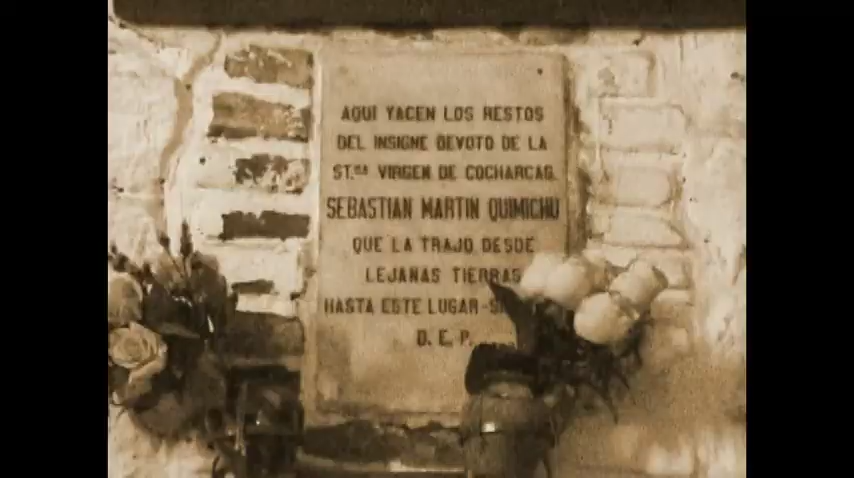 AQUI YACEN LOS RESTOS
DEL INSIGNE DEVOTO DE LA
ST.ma VIRGEN DE COCHARCAS.
SEBASTIAN MARTIN QUIMICHU
QUE LA TRAJO DESDE
LEJANAS TIERRAS
HASTA ESTE LUGAR-
D. E. P.